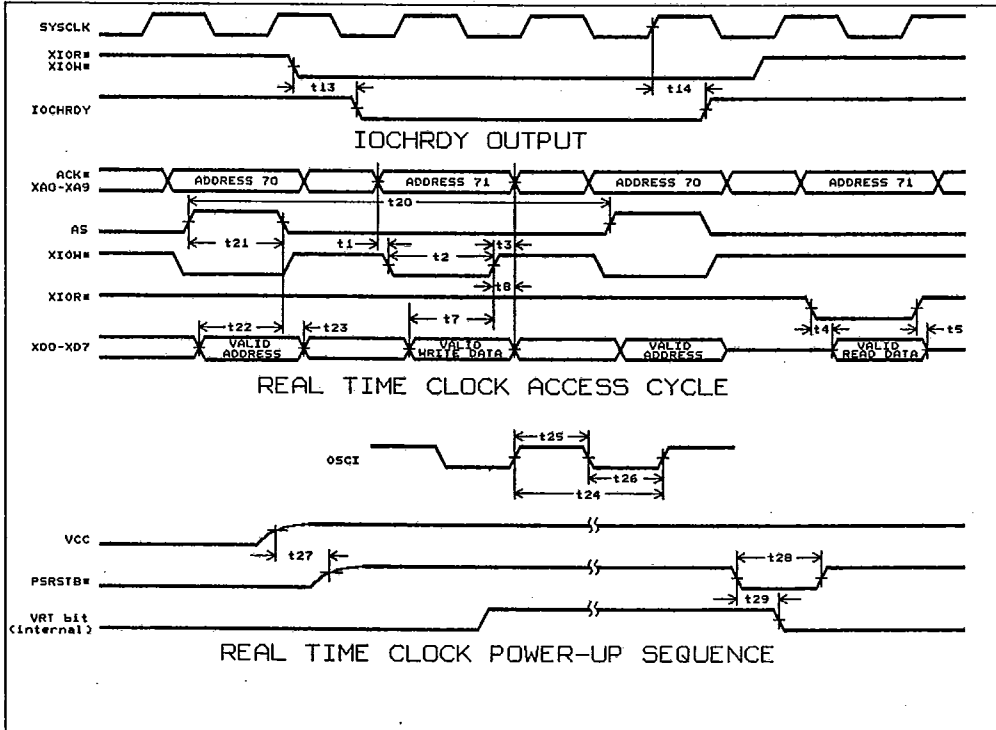 SYSCLK
XIOR#
XIOW#
t13
t14
IOCHRDY
IOCHRDY OUTPUT
ACK#
XA0-XA9
ADDRESS 70
ADDRESS 71
ADDRESS 70
ADDRESS 71
t20
AS
t21
t1
t3
XIOW#
t2
t8
XIOR#
t7
t4
t5
t22
t23
XD0-XD7
VALID ADDRESS
VALID WRITE DATA
VALID ADDRESS
VALID READ DATA
REAL TIME CLOCK ACCESS CYCLE
t25
OSCI
t26
t24
VCC
t27
t28
PSRSTB#
t29
VRT bit
(internal)
REAL TIME CLOCK POWER-UP SEQUENCE